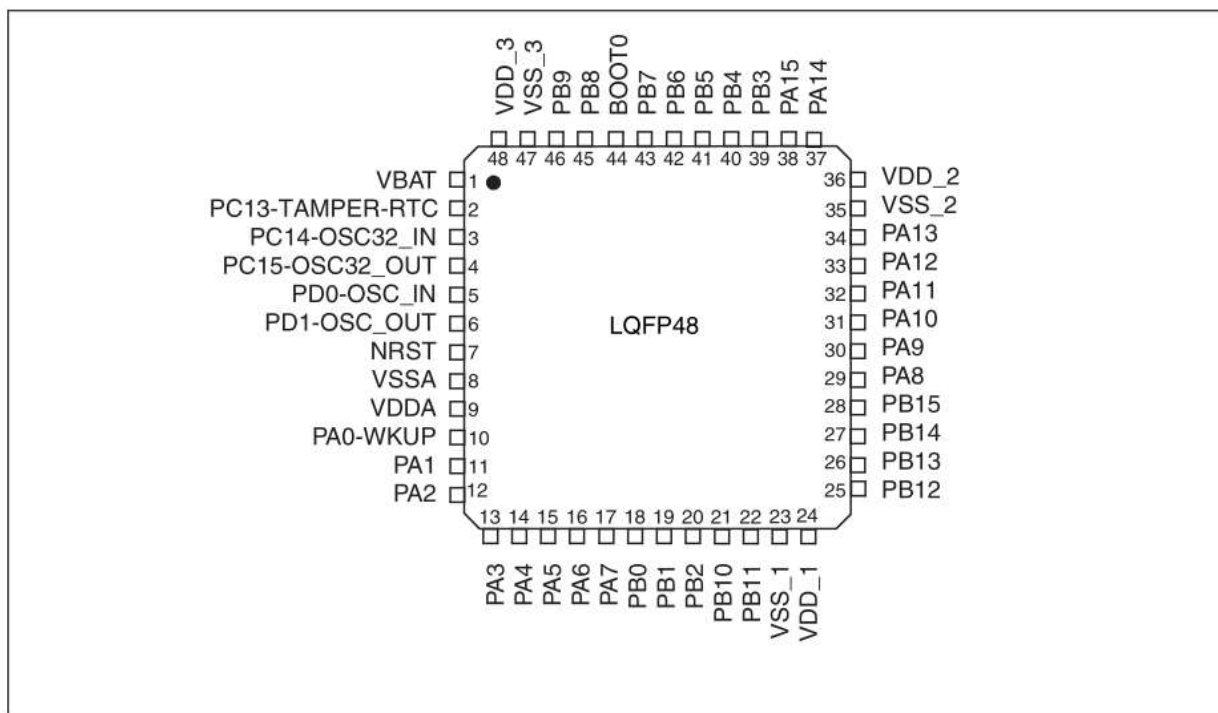 VDD_3
VSS_3
PB9
PB8
BOOT0
PB7
PB6
PB5
PB4
PB3
PA15
PA14
48 47 46 45 44 43 42 41 40 39 38 37
VBAT 1
PC13-TAMPER-RTC 2
PC14-OSC32_IN 3
PC15-OSC32_OUT 4
PD0-OSC_IN 5
PD1-OSC_OUT 6
NRST 7
VSSA 8
VDDA 9
PA0-WKUP 10
PA1 11
PA2 12
LQFP48
36 VDD_2
35 VSS_2
34 PA13
33 PA12
32 PA11
31 PA10
30 PA9
29 PA8
28 PB15
27 PB14
26 PB13
25 PB12
13 14 15 16 17 18 19 20 21 22 23 24
PA3
PA4
PA5
PA6
PA7
PB0
PB1
PB2
PB10
PB11
VSS_1
VDD_1